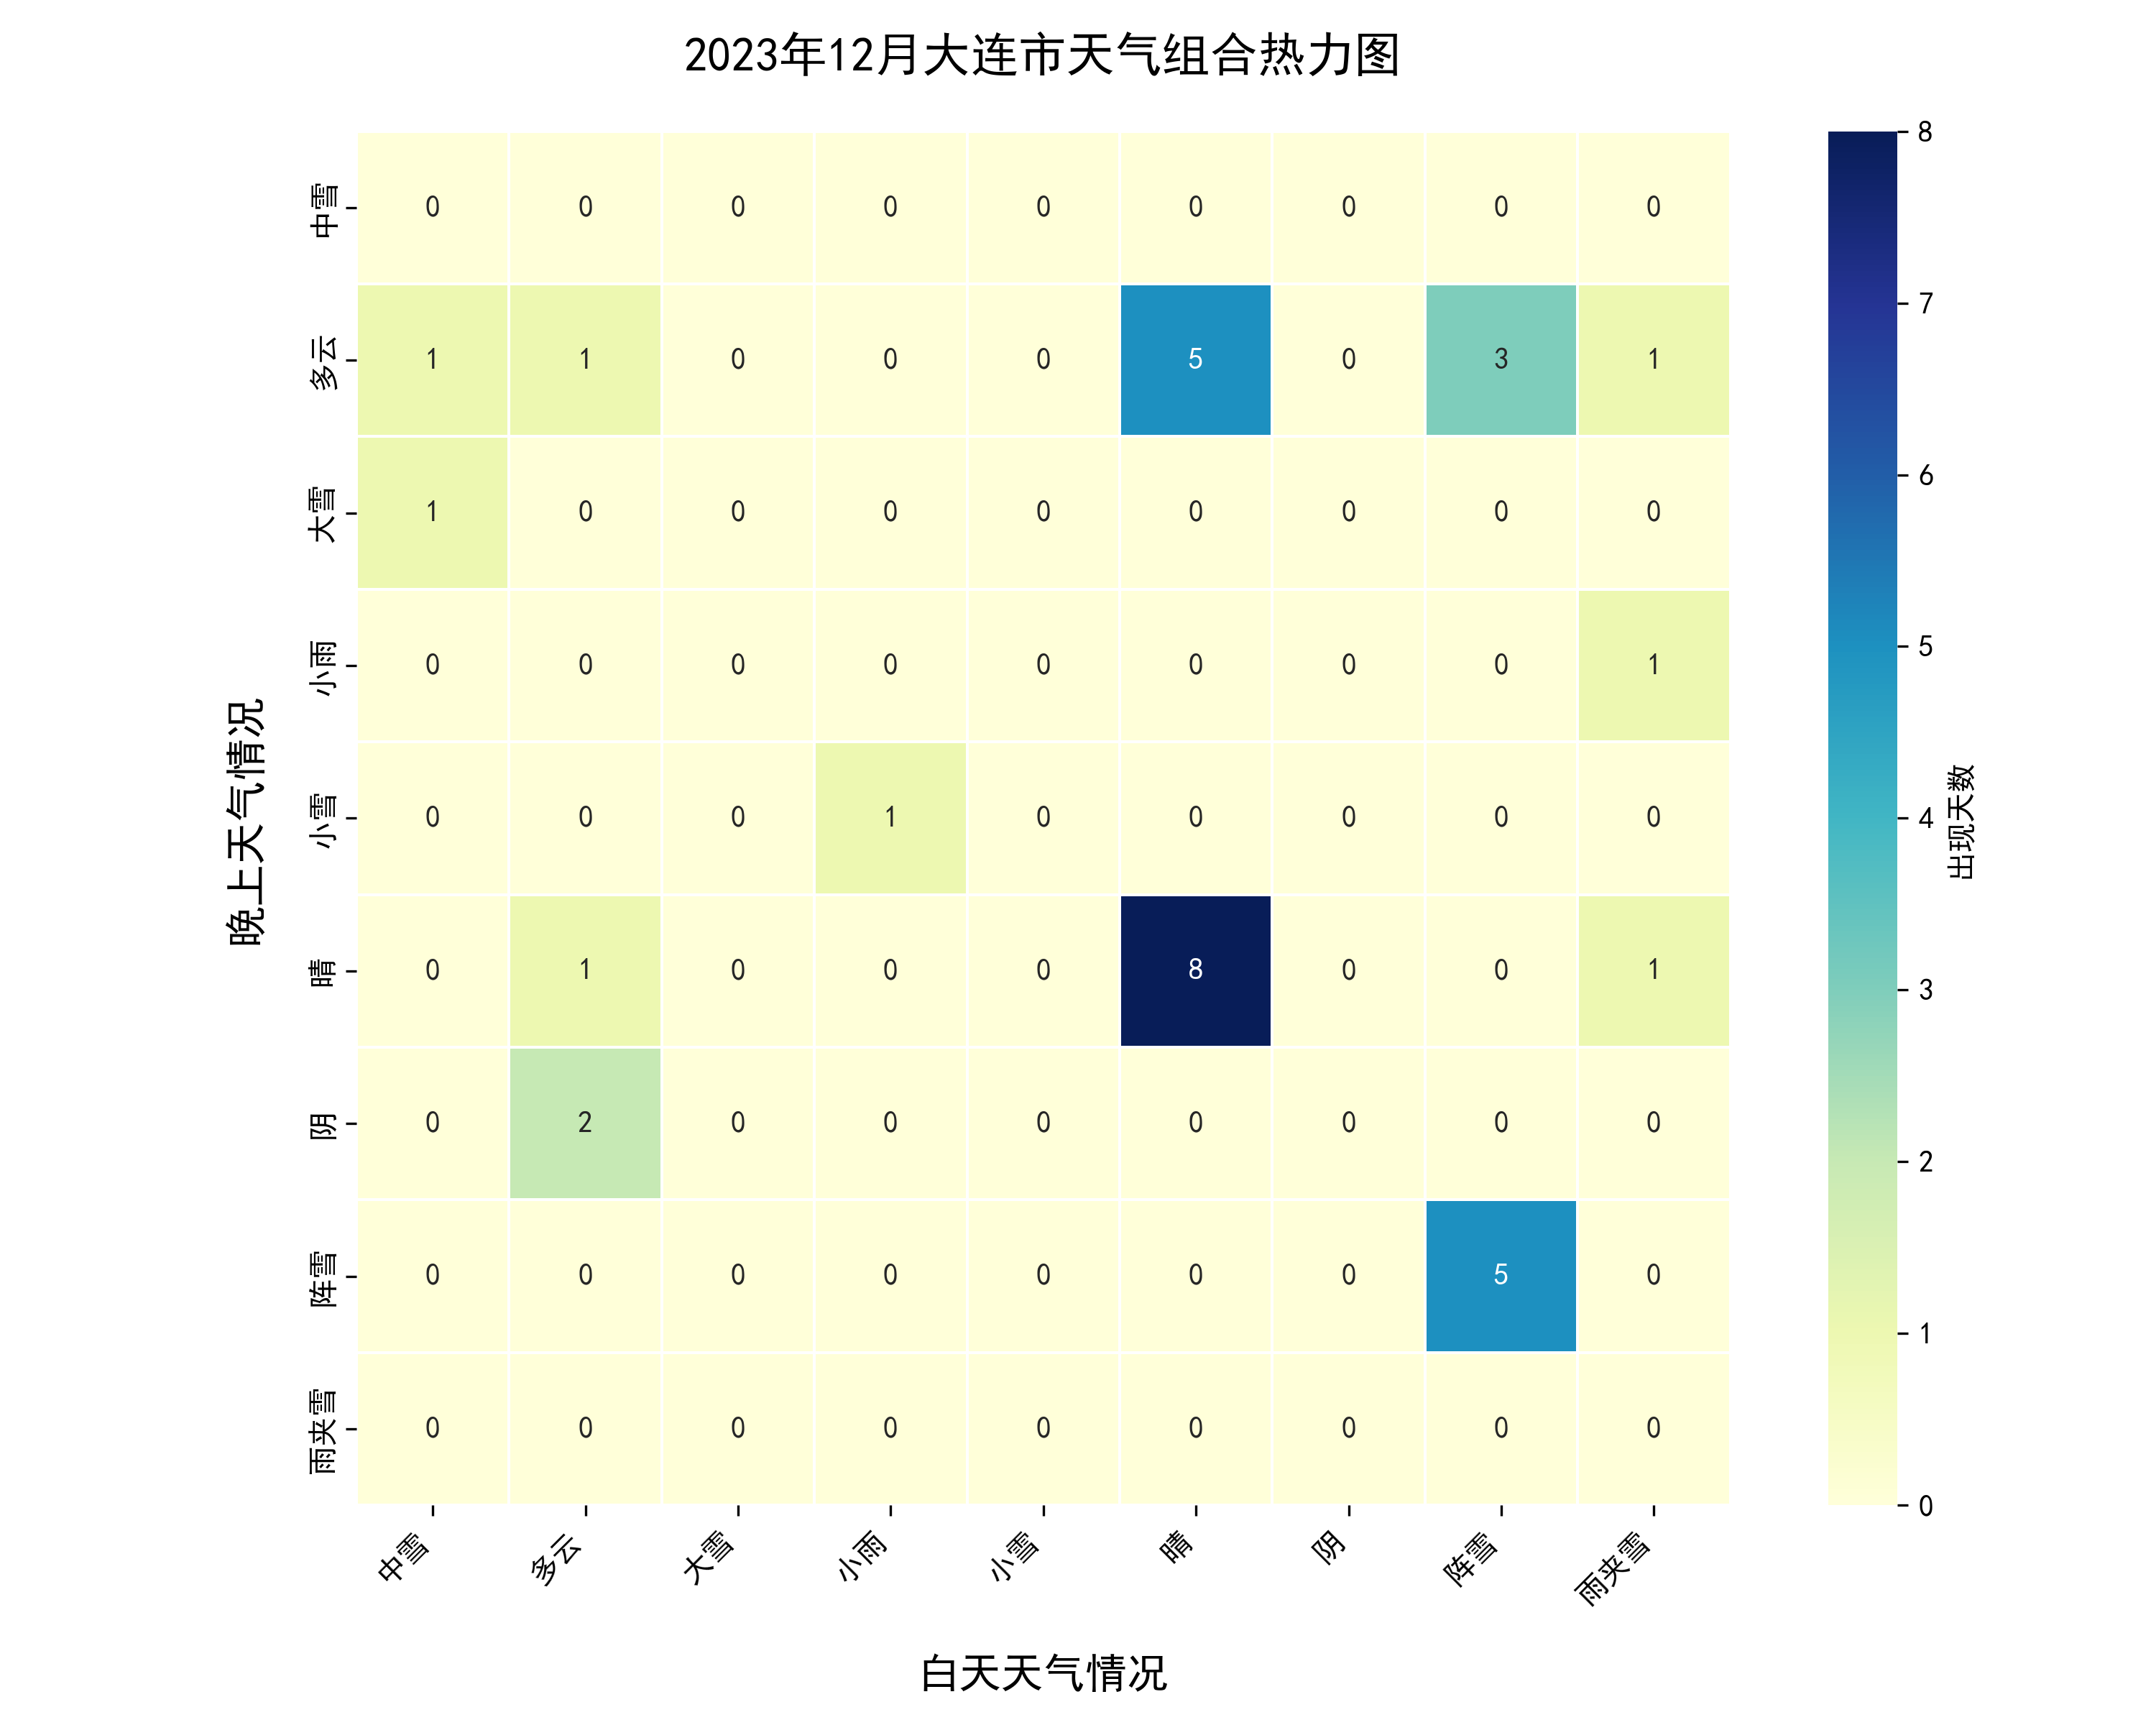 2023年12月大连市天气组合热力图
晚上天气情况
中雪 0 0 0 0 0 0 0 0 0
多云 1 1 0 0 0 5 0 3 1
大雪 1 0 0 0 0 0 0 0 0
小雨 0 0 0 0 0 0 0 0 1
小雪 0 0 0 1 0 0 0 0 0
晴 0 1 0 0 0 8 0 0 1
阴 0 2 0 0 0 0 0 0 0
阵雪 0 0 0 0 0 0 0 5 0
雨夹雪 0 0 0 0 0 0 0 0 0
中雪 多云 大雪 小雨 小雪 晴 阴 阵雪 雨夹雪
白天天气情况
8
7
6
5
4
3
2
1
0
出现天数